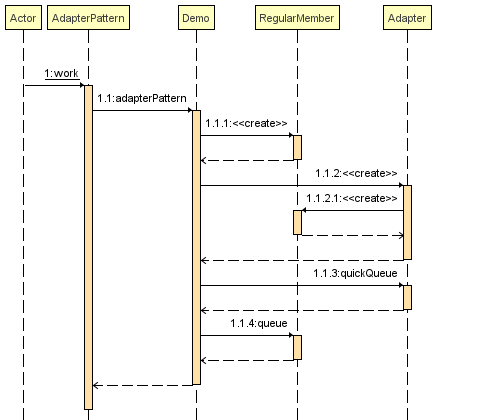 Actor
AdapterPattern
Demo
RegularMember
Adapter
1:work
1.1:adapterPattern
1.1.1:<<create>>
1.1.2:<<create>>
1.1.2.1:<<create>>
1.1.3:quickQueue
1.1.4:queue